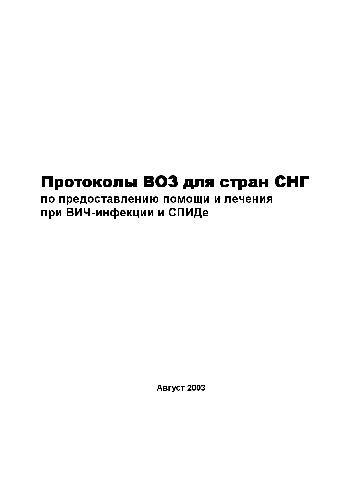 Протоколы ВОЗ для стран СНГ
по предоставлению помощи и лечения
при ВИЧ-инфекции и СПИДе
Август 2003